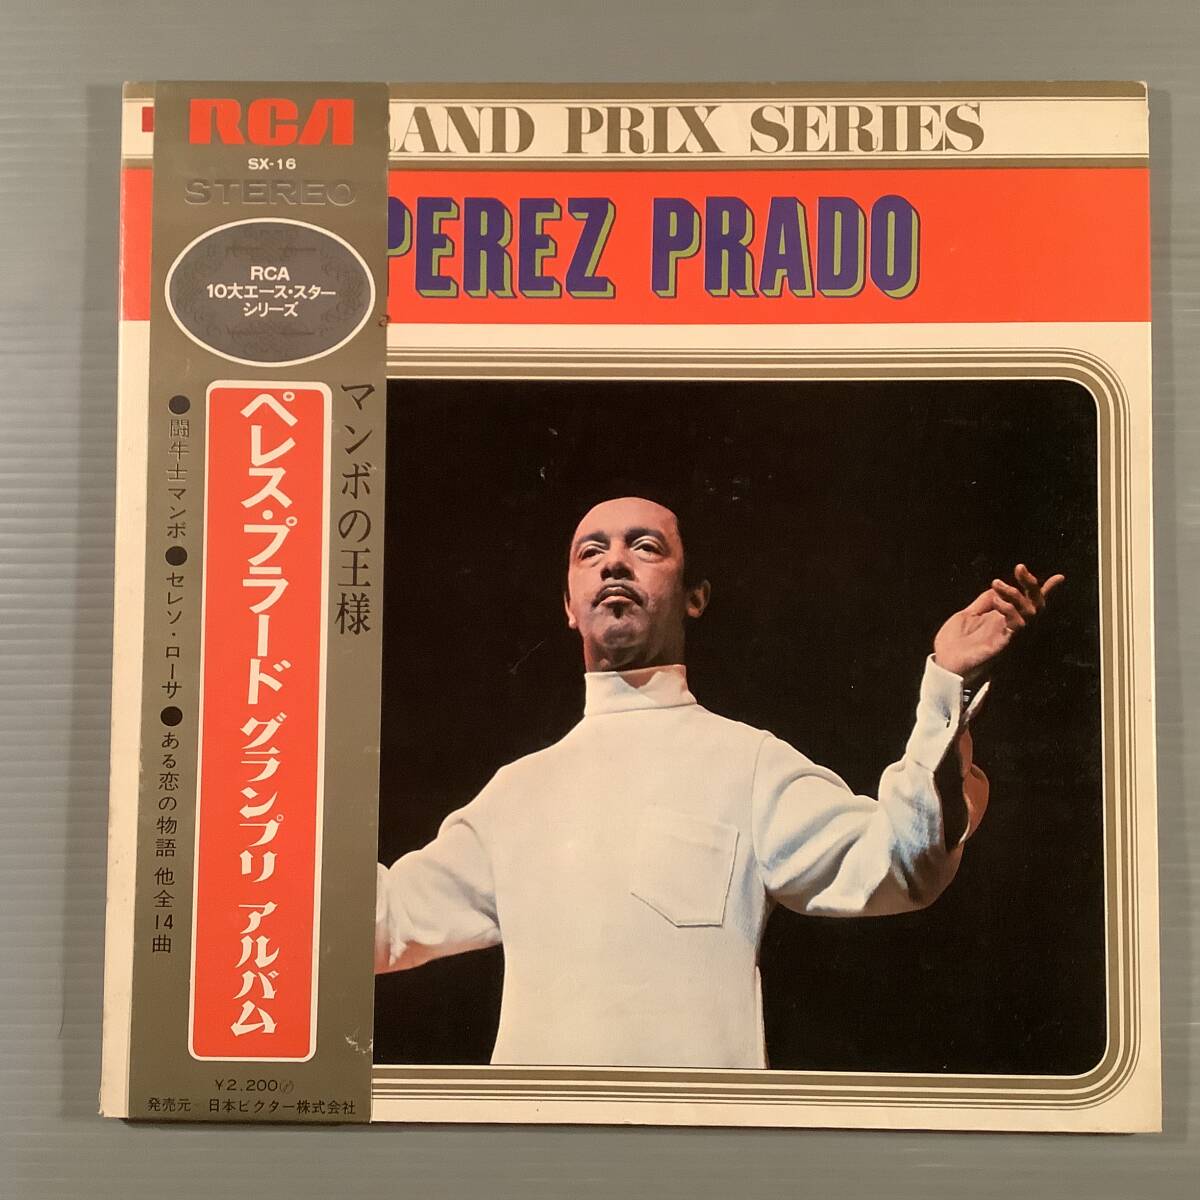 RCA
SX-16
STEREO
RCA
10大エース・スター
シリーズ
マンボの王様
ペレス・プラード グランプリ アルバム
●闘牛士マンボ●セレソ・ローサ●ある恋の物語 他全14曲
¥2,200
発売元 日本ビクター株式会社
RAND PRIX SERIES
PEREZ PRADO